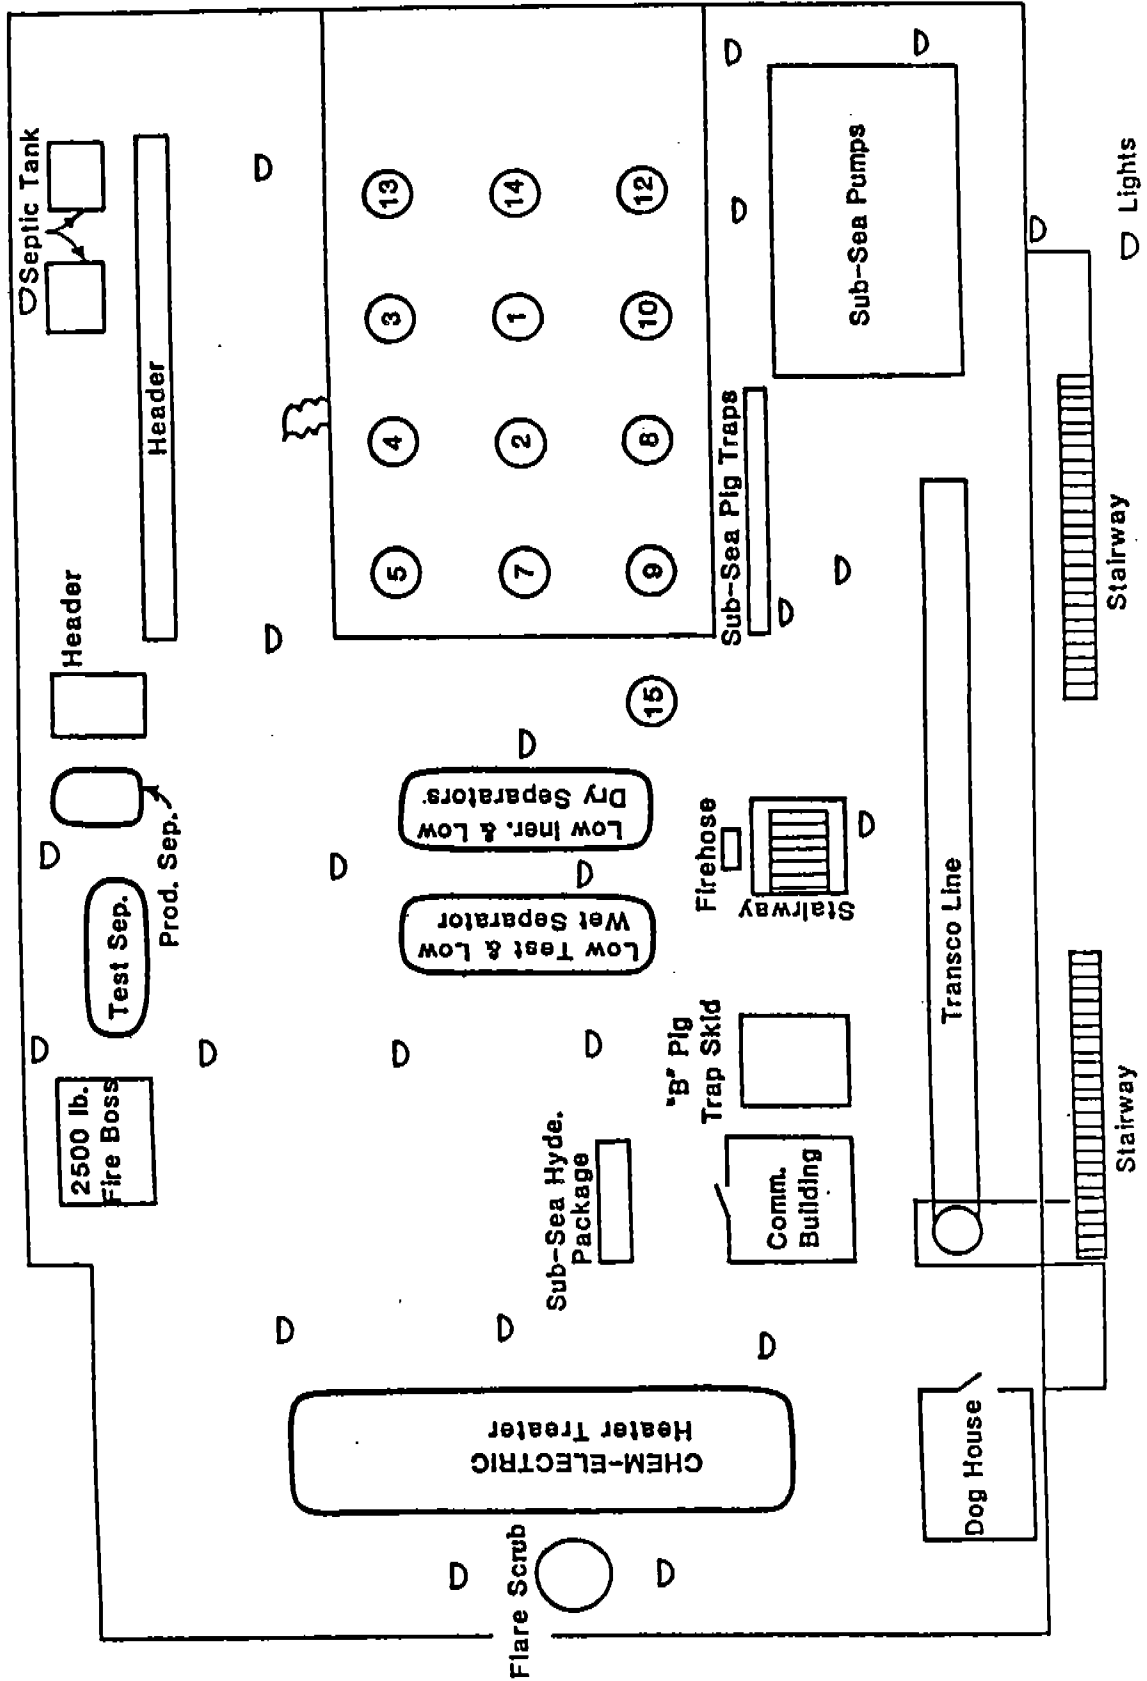 Septic Tank
Header
Header
Prod. Sep.
Test Sep.
2500 lb.
Fire Boss
13
14
12
3
1
10
4
2
8
5
7
9
15
Sub-Sea Pumps
Sub-Sea Pig Traps
Low Iner. & Low
Dry Separators
Low Test & Low
Wet Separator
Firehose
Stairway
"B" Pig
Trap Skid
Sub-Sea Hyde.
Package
Comm.
Building
Transco Line
CHEM-ELECTRIC
Heater Treater
Flare Scrub
Dog House
Stairway
Stairway
D Lights